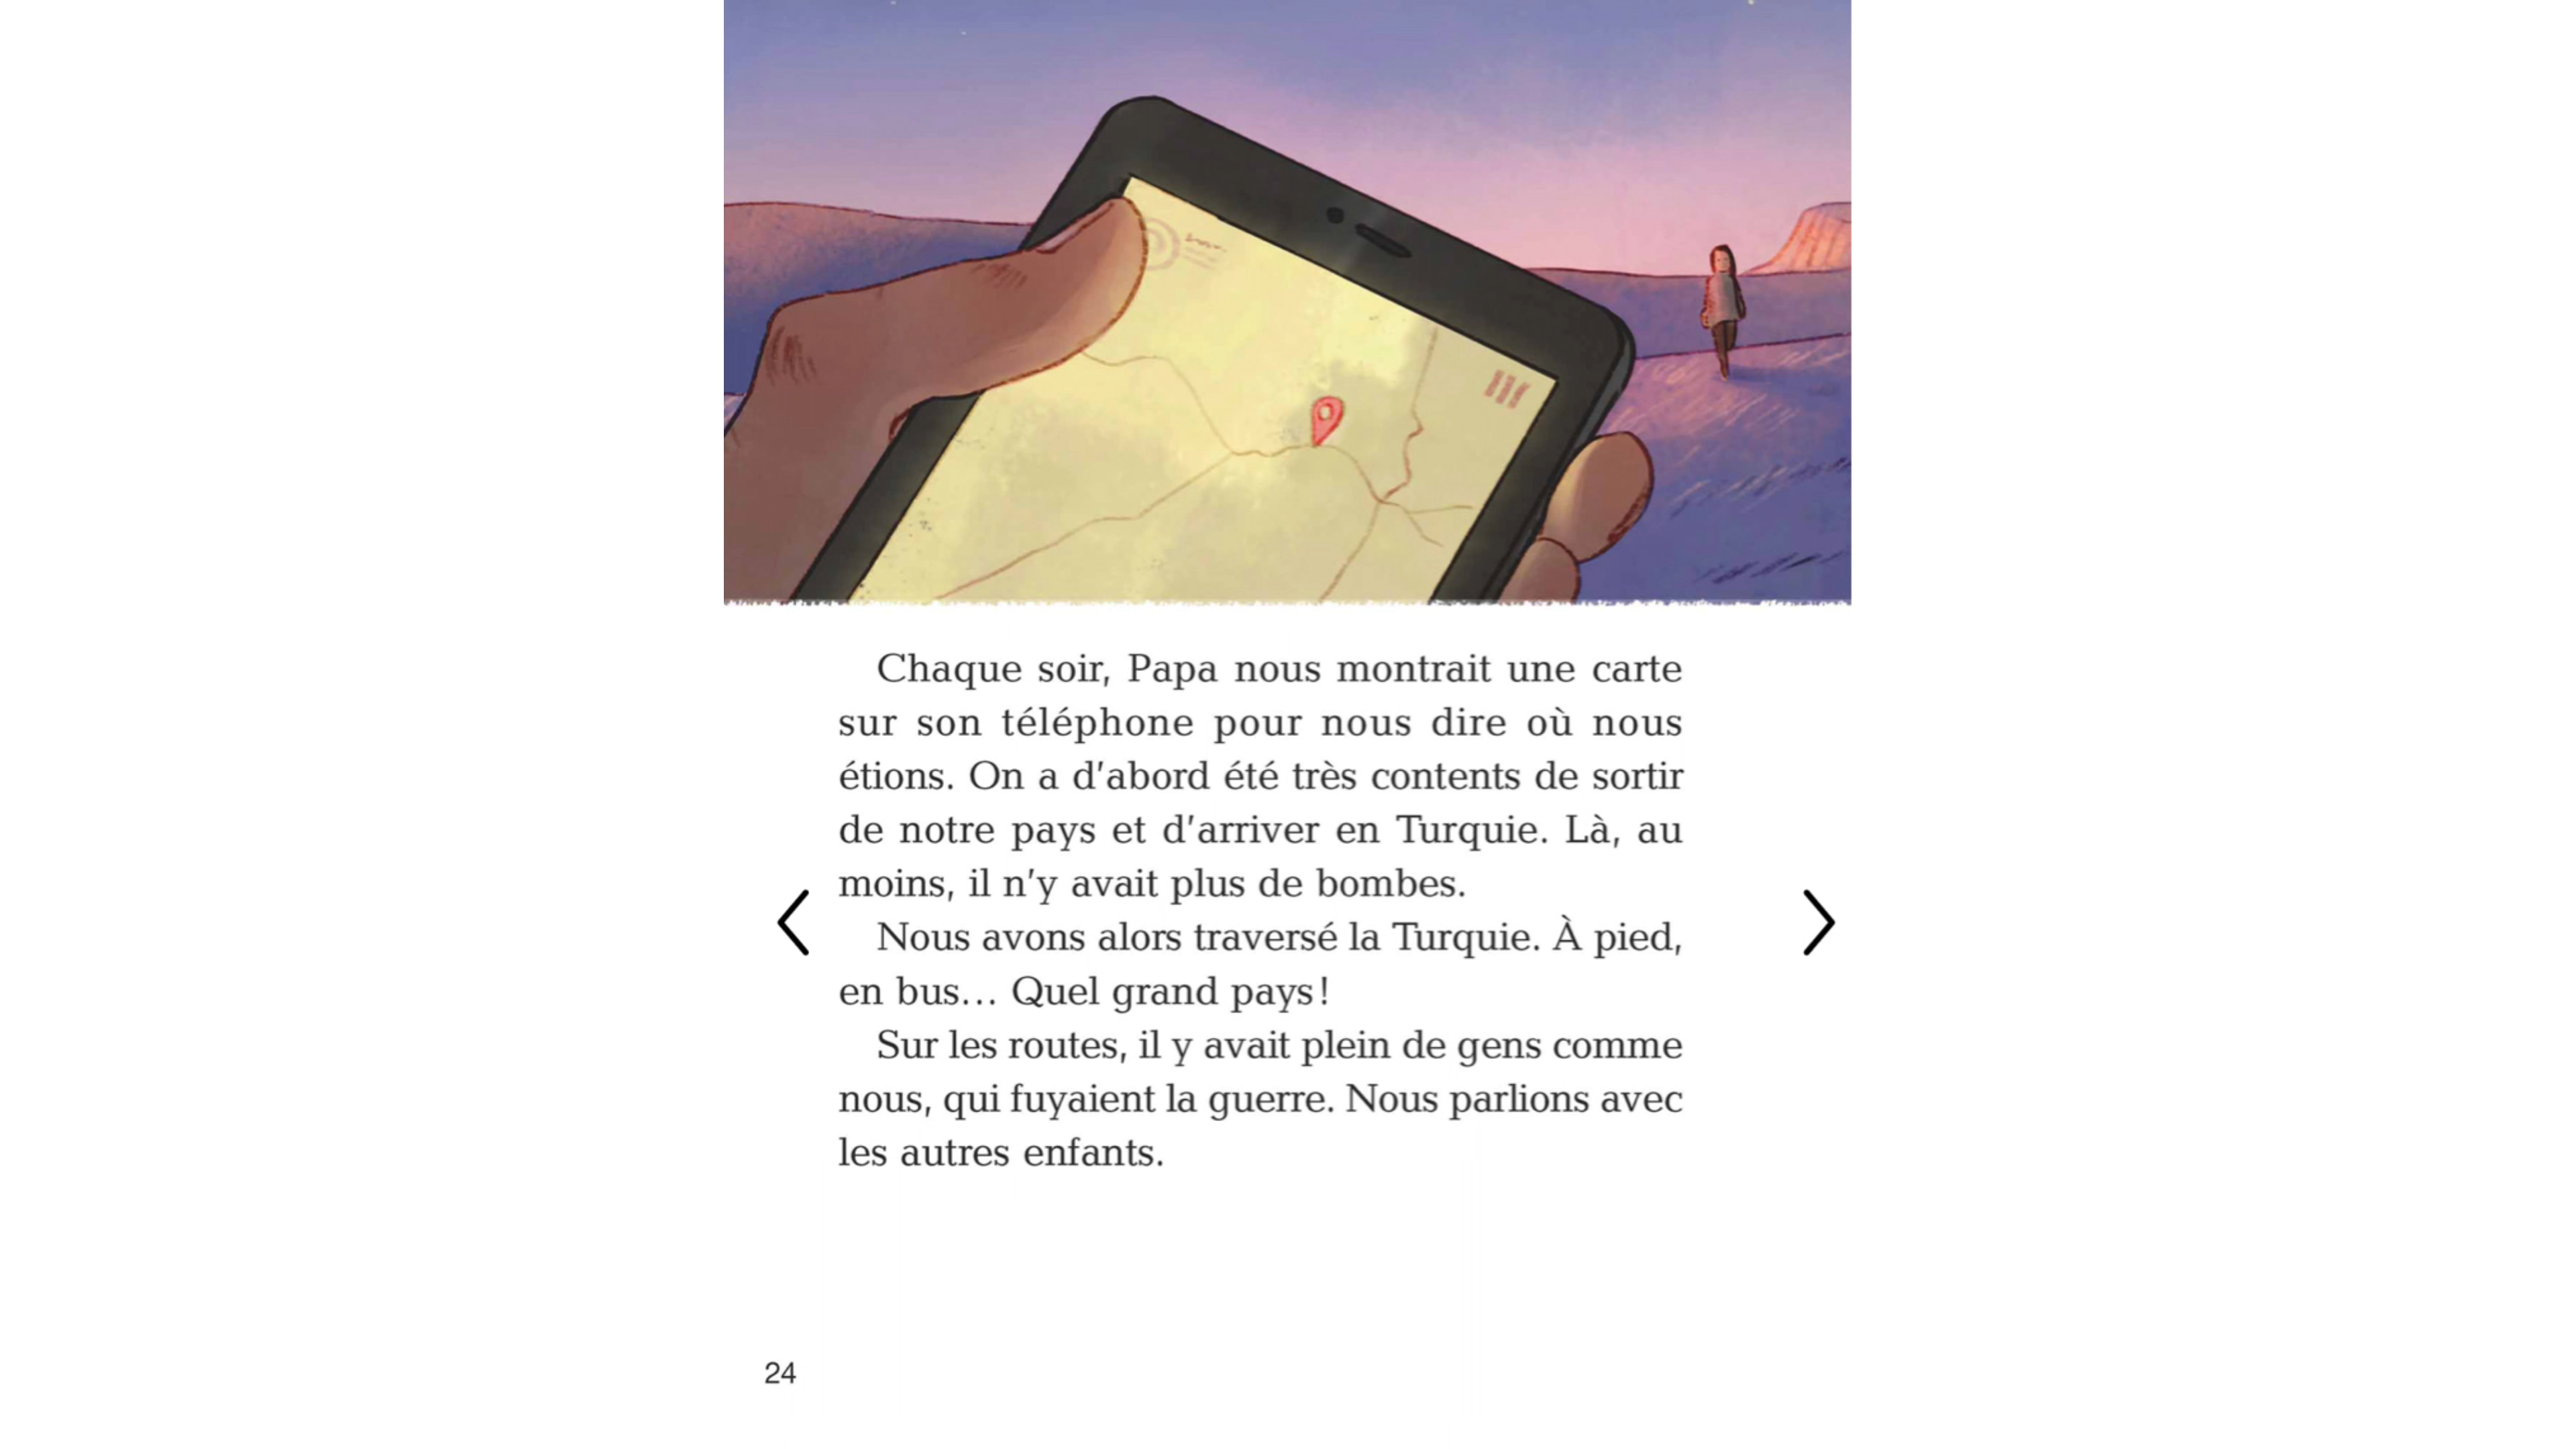 Chaque soir, Papa nous montrait une carte
sur son téléphone pour nous dire où nous
étions. On a d’abord été très contents de sortir
de notre pays et d’arriver en Turquie. Là, au
moins, il n’y avait plus de bombes.
Nous avons alors traversé la Turquie. À pied,
en bus… Quel grand pays !
Sur les routes, il y avait plein de gens comme
nous, qui fuyaient la guerre. Nous parlions avec
les autres enfants.
24